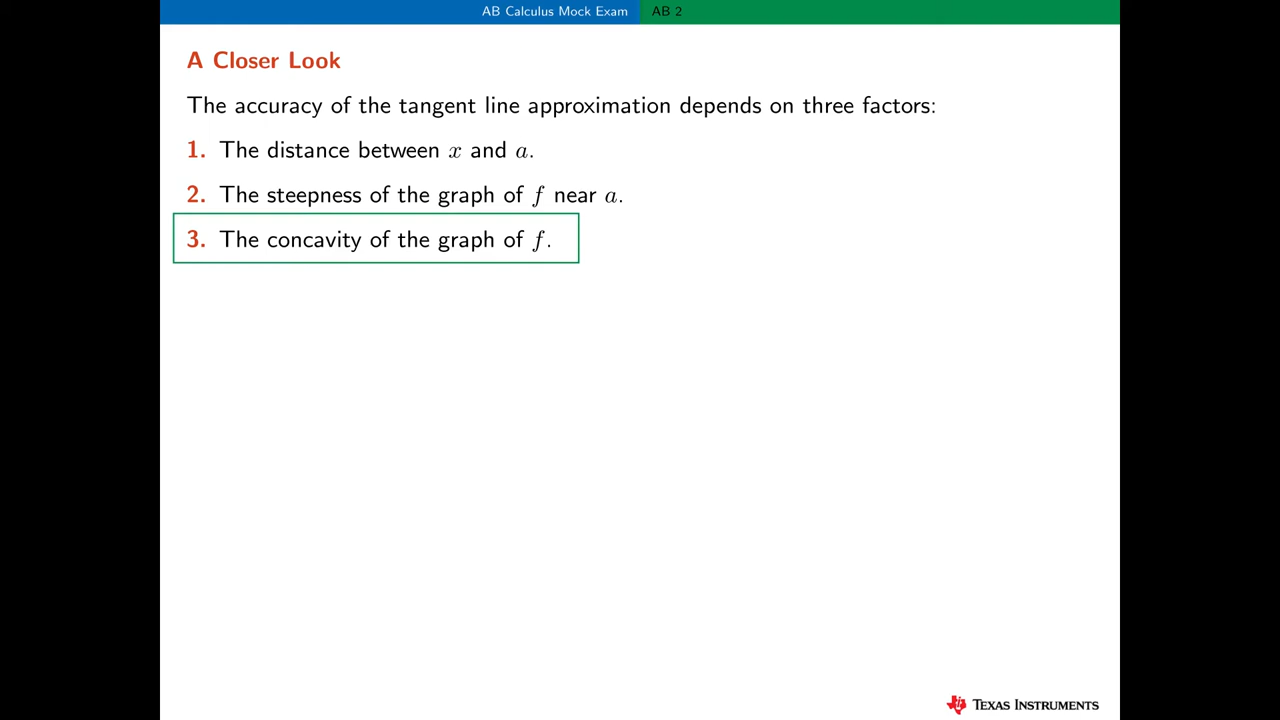 AB Calculus Mock Exam AB 2
A Closer Look
The accuracy of the tangent line approximation depends on three factors:
1. The distance between x and a.
2. The steepness of the graph of f near a.
3. The concavity of the graph of f.
TEXAS INSTRUMENTS